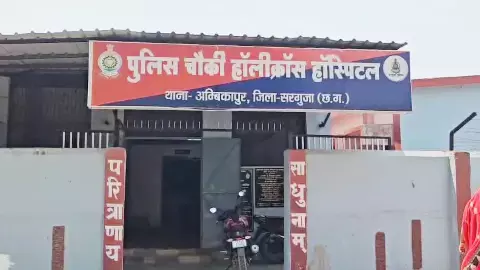 पुलिस चौकी हॉलीक्रॉस हॉस्पिटल
थाना- अम्बिकापुर, जिला-सरगुजा (छ.ग.)
परित्राणाय
साधुनाम्